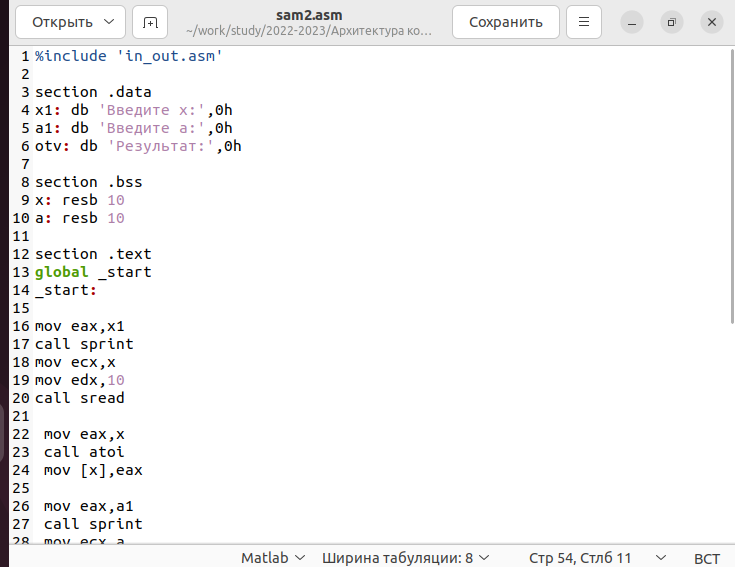 Открыть
sam2.asm
~/work/study/2022-2023/Архитектура ко…
Сохранить
1 %include 'in_out.asm'
2
3 section .data
4 x1: db 'Введите x:',0h
5 a1: db 'Введите a:',0h
6 otv: db 'Результат:',0h
7
8 section .bss
9 x: resb 10
10 a: resb 10
11
12 section .text
13 global _start
14 _start:
15
16 mov eax,x1
17 call sprint
18 mov ecx,x
19 mov edx,10
20 call sread
21
22  mov eax,x
23  call atoi
24  mov [x],eax
25
26  mov eax,a1
27  call sprint
28  mov ecx,a
Matlab Ширина табуляции: 8 Стр 54, Стлб 11 ВСТ